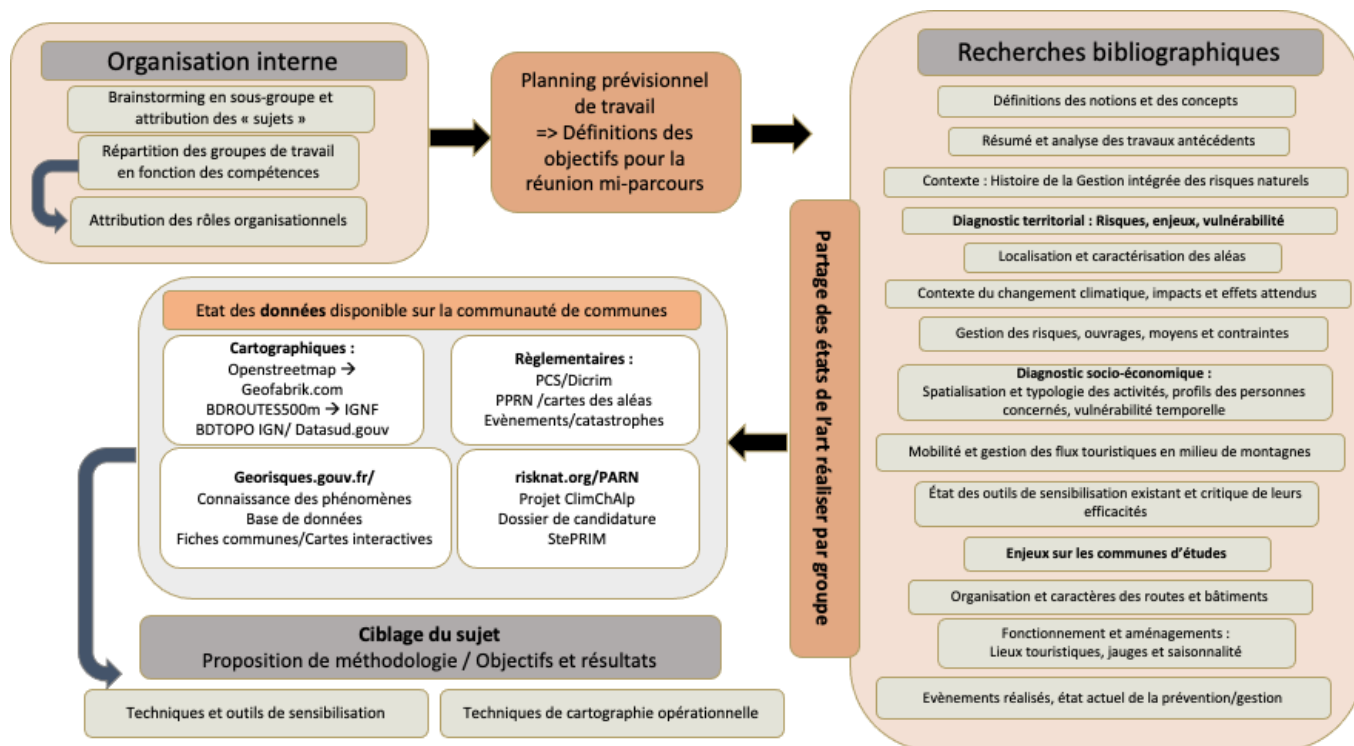 Organisation interne
Brainstorming en sous-groupe et
attribution des « sujets »
Répartition des groupes de travail
en fonction des compétences
Attribution des rôles organisationnels
Planning prévisionnel
de travail
=> Définitions des
objectifs pour la
réunion mi-parcours
Recherches bibliographiques
Définitions des notions et des concepts
Résumé et analyse des travaux antécédents
Contexte : Histoire de la Gestion intégrée des risques naturels
Diagnostic territorial : Risques, enjeux, vulnérabilité
Localisation et caractérisation des aléas
Contexte du changement climatique, impacts et effets attendus
Gestion des risques, ouvrages, moyens et contraintes
Diagnostic socio-économique :
Spatialisation et typologie des activités, profils des personnes
concernés, vulnérabilité temporelle
Mobilité et gestion des flux touristiques en milieu de montagnes
État des outils de sensibilisation existant et critique de leurs
efficacités
Enjeux sur les communes d'études
Organisation et caractères des routes et bâtiments
Fonctionnement et aménagements :
Lieux touristiques, jauges et saisonnalité
Evènements réalisés, état actuel de la prévention/gestion
Partage des états de l'art réaliser par groupe
Etat des données disponible sur la communauté de communes
Cartographiques :
Openstreetmap →
Geofabrik.com
BDROUTES500m → IGNF
BDTOPO IGN/ Datasud.gouv
Règlementaires :
PCS/Dicrim
PPRN /cartes des aléas
Evènements/catastrophes
Georisques.gouv.fr/
Connaissance des phénomènes
Base de données
Fiches communes/Cartes interactives
risknat.org/PARN
Projet ClimChAlp
Dossier de candidature
StePRIM
Ciblage du sujet
Proposition de méthodologie / Objectifs et résultats
Techniques et outils de sensibilisation
Techniques de cartographie opérationnelle